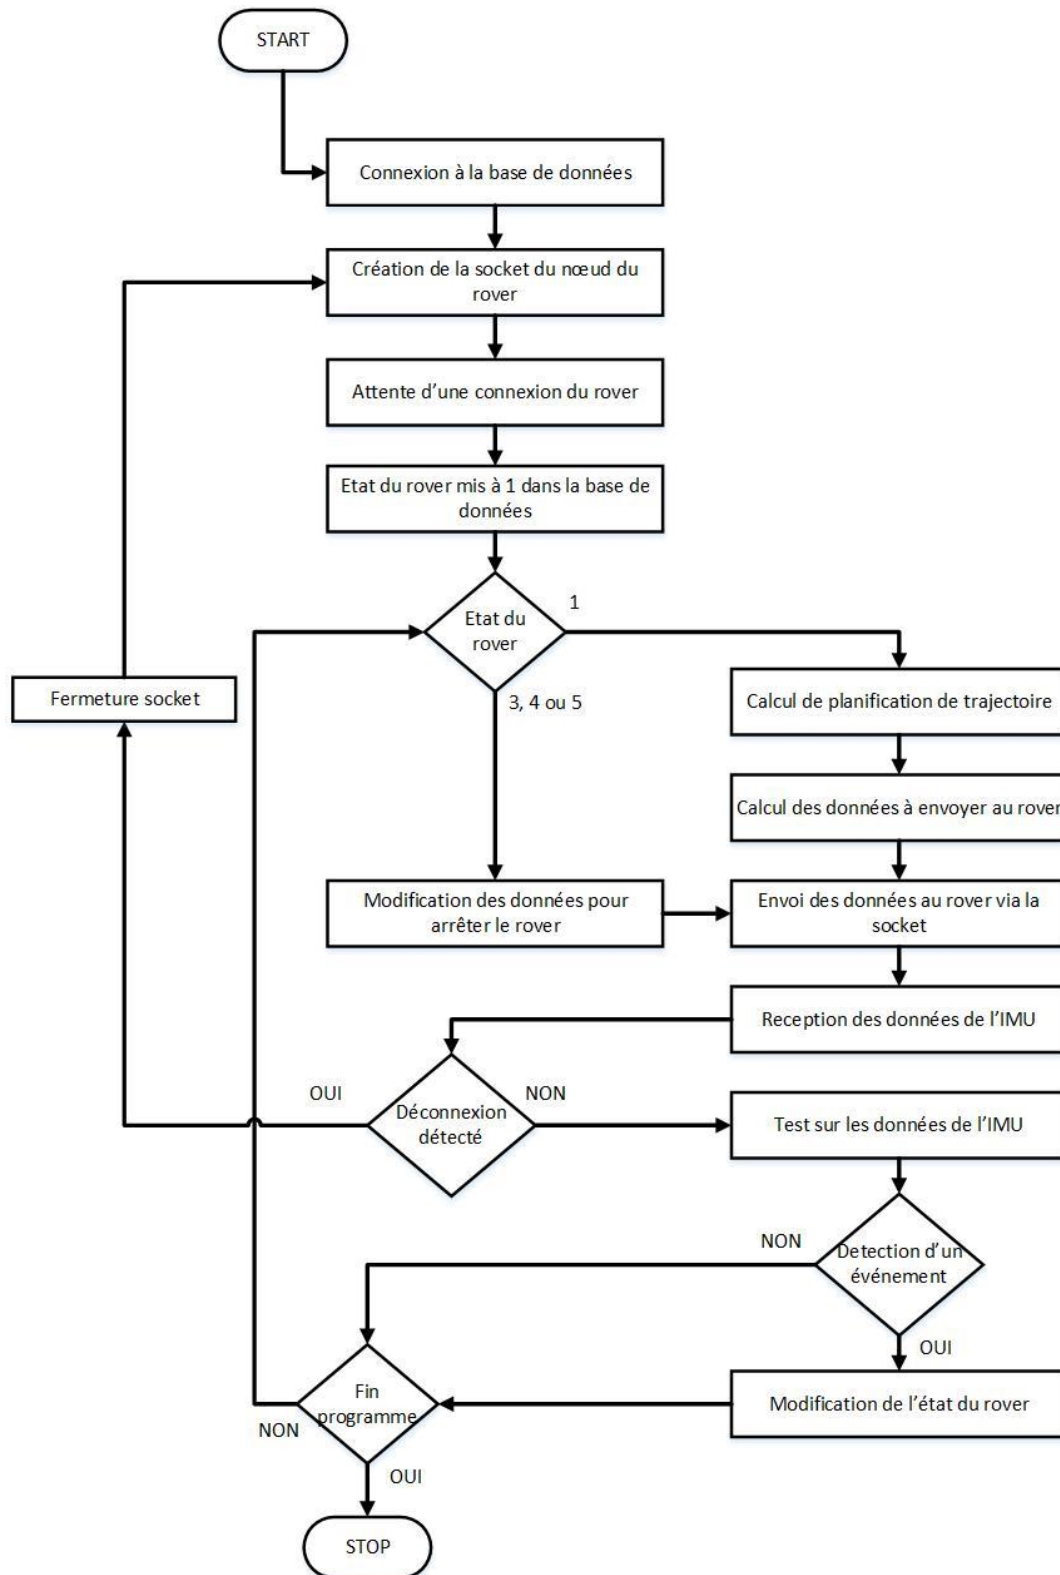 START
Connexion à la base de données
Création de la socket du nœud du
rover
Attente d'une connexion du rover
Etat du rover mis à 1 dans la base de
données
Etat du
rover
1
3, 4 ou 5
Fermeture socket
Calcul de planification de trajectoire
Calcul des données à envoyer au rover
Modification des données pour
arrêter le rover
Envoi des données au rover via la
socket
Reception des données de l'IMU
OUI
NON
Déconnexion
détecté
Test sur les données de l'IMU
NON
Detection d'un
événement
OUI
Modification de l'état du rover
Fin
programme
NON
OUI
STOP